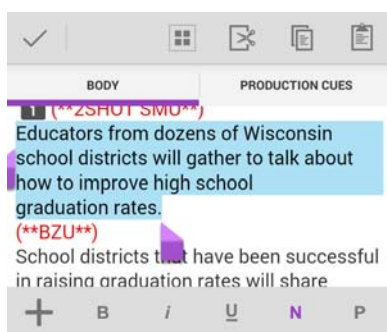 BODY PRODUCTION CUES
1 (**2SHOT SMU**)
Educators from dozens of Wisconsin
school districts will gather to talk about
how to improve high school
graduation rates.
(**BZU**)
School districts that have been successful
in raising graduation rates will share
B i U N P